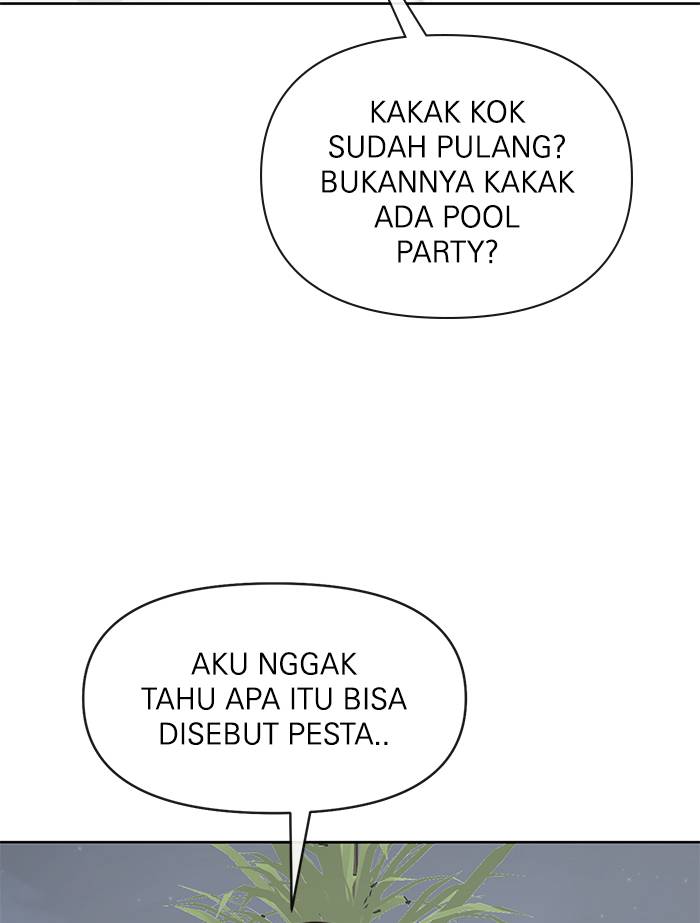 KAKAK KOK
SUDAH PULANG?
BUKANNYA KAKAK
ADA POOL
PARTY?
AKU NGGAK
TAHU APA ITU BISA
DISEBUT PESTA..